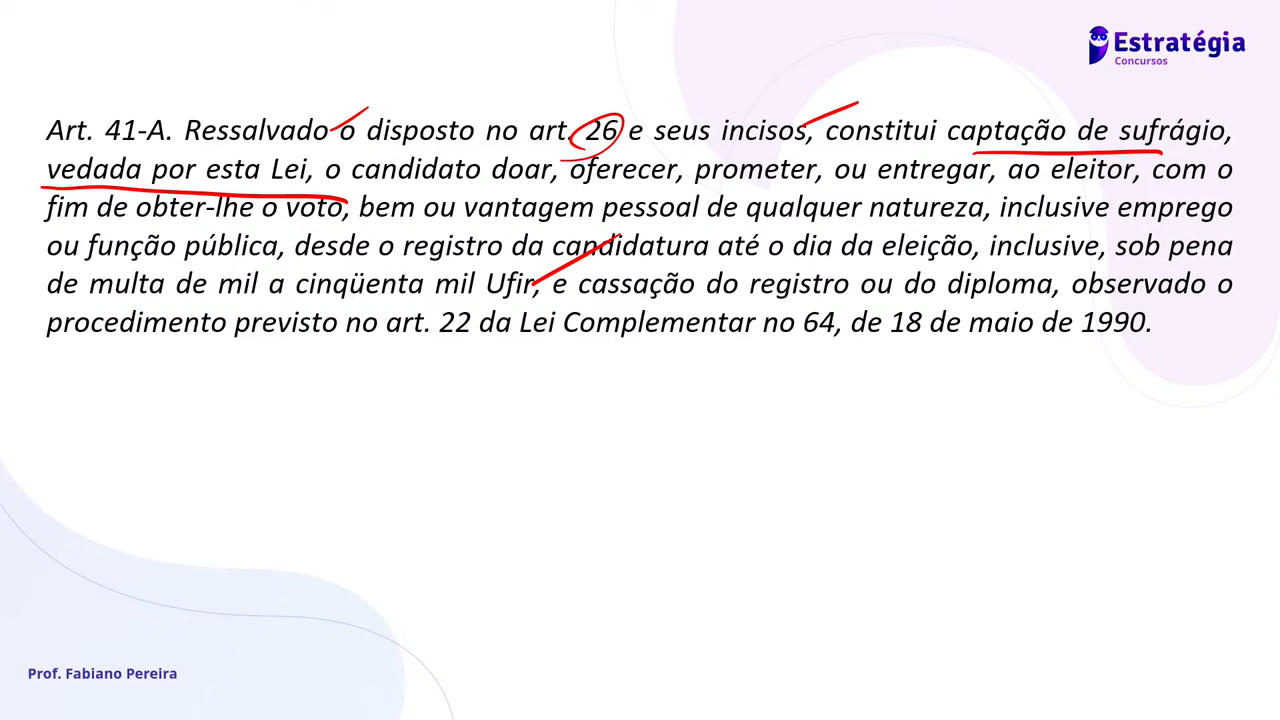 Estratégia
Concursos
Art. 41-A. Ressalvado o disposto no art. 26 e seus incisos, constitui captação de sufrágio,
vedada por esta Lei, o candidato doar, oferecer, prometer, ou entregar, ao eleitor, com o
fim de obter-lhe o voto, bem ou vantagem pessoal de qualquer natureza, inclusive emprego
ou função pública, desde o registro da candidatura até o dia da eleição, inclusive, sob pena
de multa de mil a cinqüenta mil Ufir, e cassação do registro ou do diploma, observado o
procedimento previsto no art. 22 da Lei Complementar no 64, de 18 de maio de 1990.
Prof. Fabiano Pereira